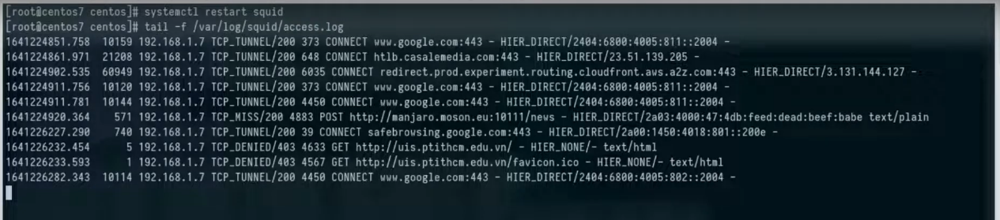 [root@centos7 centos]# systemctl restart squid
[root@centos7 centos]# tail -f /var/log/squid/access.log
1641224851.758  10159 192.168.1.7 TCP_TUNNEL/200 373 CONNECT www.google.com:443 - HIER_DIRECT/2404:6800:4005:811::2004 -
1641224861.971  21208 192.168.1.7 TCP_TUNNEL/200 648 CONNECT htlb.casalemedia.com:443 - HIER_DIRECT/23.51.139.205 -
1641224902.535  60949 192.168.1.7 TCP_TUNNEL/200 6035 CONNECT redirect.prod.experiment.routing.cloudfront.aws.a2z.com:443 - HIER_DIRECT/3.131.144.127 -
1641224911.756  10120 192.168.1.7 TCP_TUNNEL/200 373 CONNECT www.google.com:443 - HIER_DIRECT/2404:6800:4005:811::2004 -
1641224911.781  10144 192.168.1.7 TCP_TUNNEL/200 4450 CONNECT www.google.com:443 - HIER_DIRECT/2404:6800:4005:811::2004 -
1641224920.364    571 192.168.1.7 TCP_MISS/200 4883 POST http://manjaro.moson.eu:10111/news - HIER_DIRECT/2a03:4000:47:4db:feed:dead:beef:babe text/plain
1641226227.290    740 192.168.1.7 TCP_TUNNEL/200 39 CONNECT safebrowsing.google.com:443 - HIER_DIRECT/2a00:1450:4018:801::200e -
1641226232.454      5 192.168.1.7 TCP_DENIED/403 4633 GET http://uis.ptithcm.edu.vn/ - HIER_NONE/- text/html
1641226233.593      1 192.168.1.7 TCP_DENIED/403 4567 GET http://uis.ptithcm.edu.vn/favicon.ico - HIER_NONE/- text/html
1641226282.343  10114 192.168.1.7 TCP_TUNNEL/200 4450 CONNECT www.google.com:443 - HIER_DIRECT/2404:6800:4005:802::2004 -